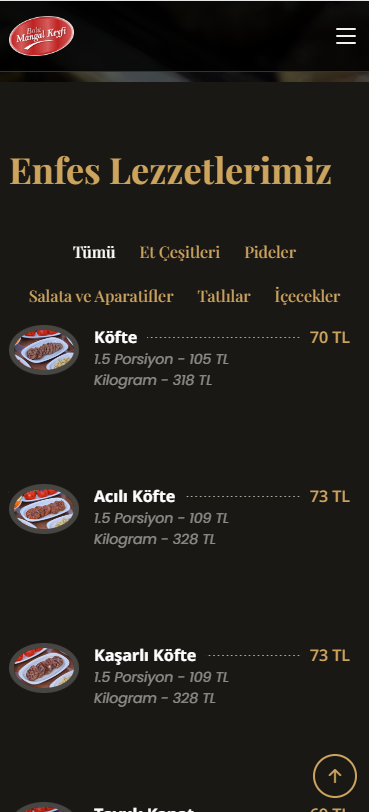 Bolu
Mangal Keyfi
Enfes Lezzetlerimiz
Tümü Et Çeşitleri Pideler
Salata ve Aparatifler Tatlılar İçecekler
Köfte 70 TL
1.5 Porsiyon - 105 TL
Kilogram - 318 TL
Acılı Köfte 73 TL
1.5 Porsiyon - 109 TL
Kilogram - 328 TL
Kaşarlı Köfte 73 TL
1.5 Porsiyon - 109 TL
Kilogram - 328 TL